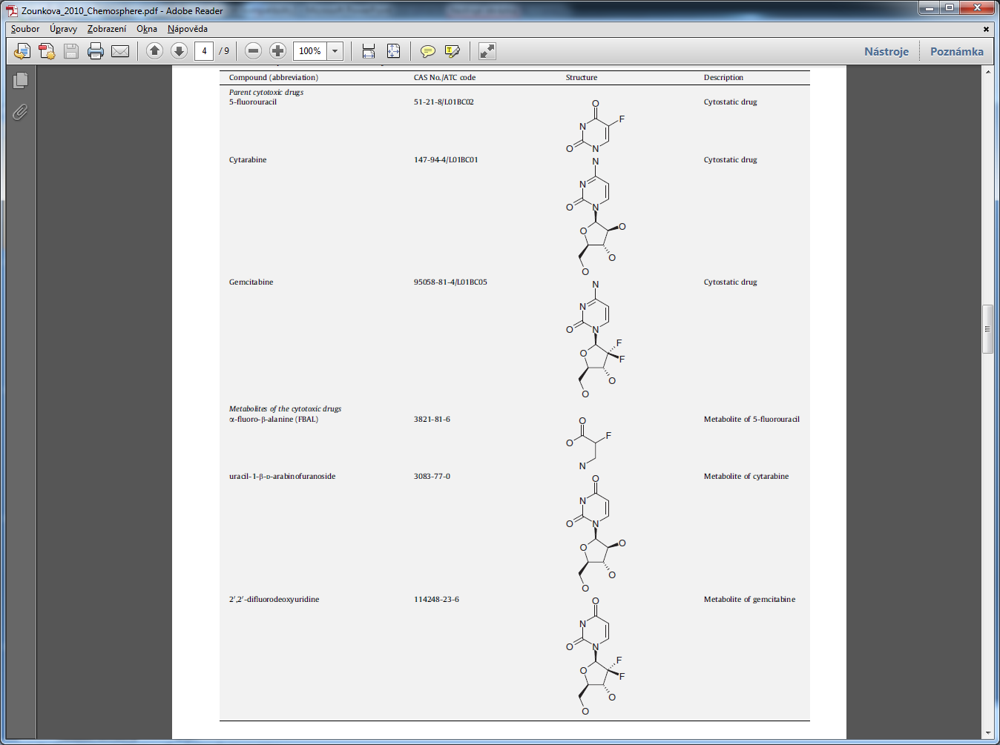 Zounkova_2010_Chemosphere.pdf - Adobe Reader
Soubor Úpravy Zobrazení Okna Nápověda
4 / 9 100% Nástroje Poznámka
Compound (abbreviation) CAS No./ATC code Structure Description
Parent cytotoxic drugs
5-fluorouracil 51-21-8/L01BC02 Cytostatic drug
O
F
N
O
N
Cytarabine 147-94-4/L01BC01 Cytostatic drug
N
N
O
N
O
O
O
O
Gemcitabine 95058-81-4/L01BC05 Cytostatic drug
N
N
O
N
F
O
F
O
O
Metabolites of the cytotoxic drugs
α-fluoro-β-alanine (FBAL) 3821-81-6 Metabolite of 5-fluorouracil
O
F
O
N
uracil-1-β-D-arabinofuranoside 3083-77-0 Metabolite of cytarabine
O
N
O
N
O
O
O
O
2′,2′-difluorodeoxyuridine 114248-23-6 Metabolite of gemcitabine
O
N
O
N
F
O
F
O
O